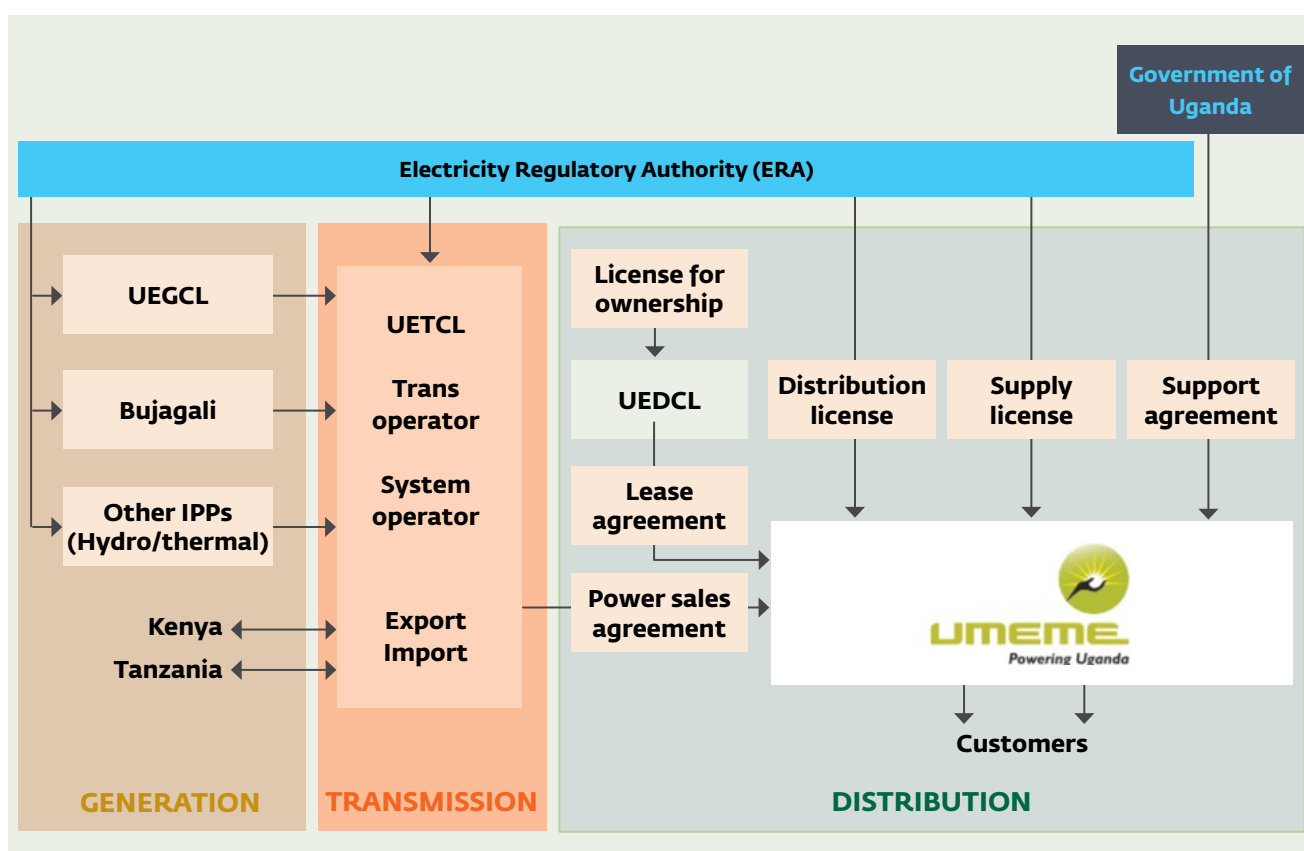 Government of
Uganda
Electricity Regulatory Authority (ERA)
UEGCL
Bujagali
Other IPPs
(Hydro/thermal)
Kenya
Tanzania
GENERATION
UETCL
Trans
operator
System
operator
Export
Import
TRANSMISSION
License for
ownership
UEDCL
Lease
agreement
Power sales
agreement
Distribution
license
Supply
license
Support
agreement
UMEME
Powering Uganda
Customers
DISTRIBUTION